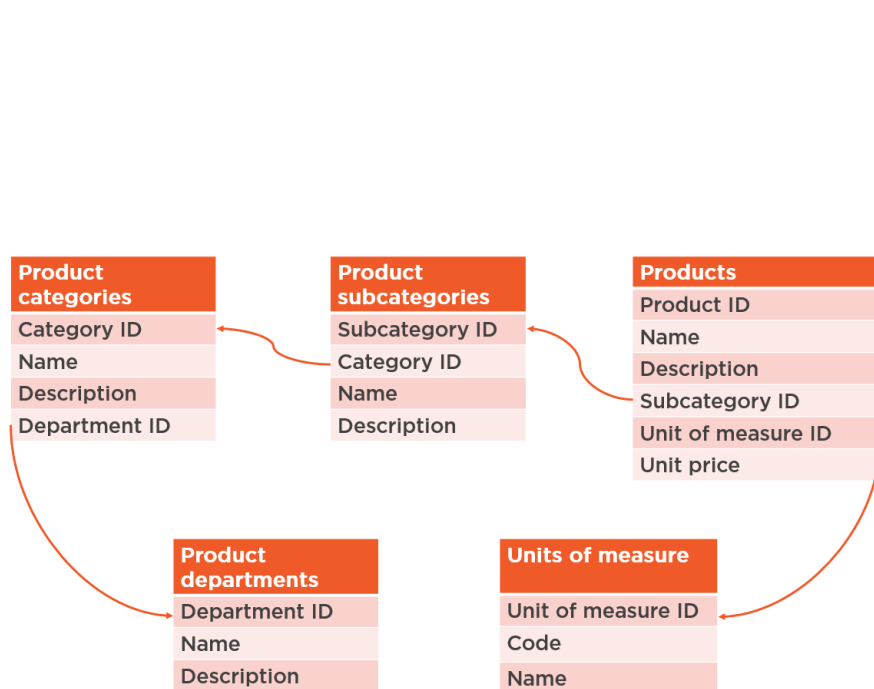 Product
categories
Category ID
Name
Description
Department ID
Product
subcategories
Subcategory ID
Category ID
Name
Description
Products
Product ID
Name
Description
Subcategory ID
Unit of measure ID
Unit price
Product
departments
Department ID
Name
Description
Units of measure
Unit of measure ID
Code
Name